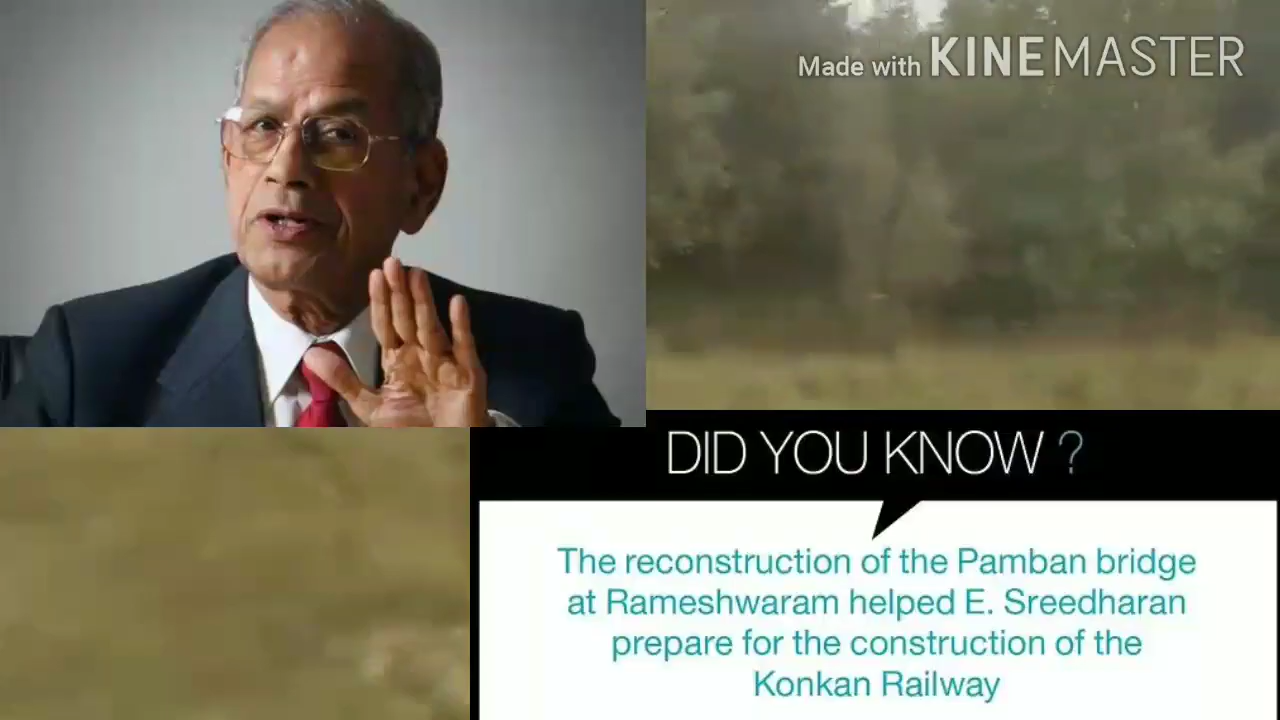 Made with KINEMASTER
DID YOU KNOW ?
The reconstruction of the Pamban bridge
at Rameshwaram helped E. Sreedharan
prepare for the construction of the
Konkan Railway